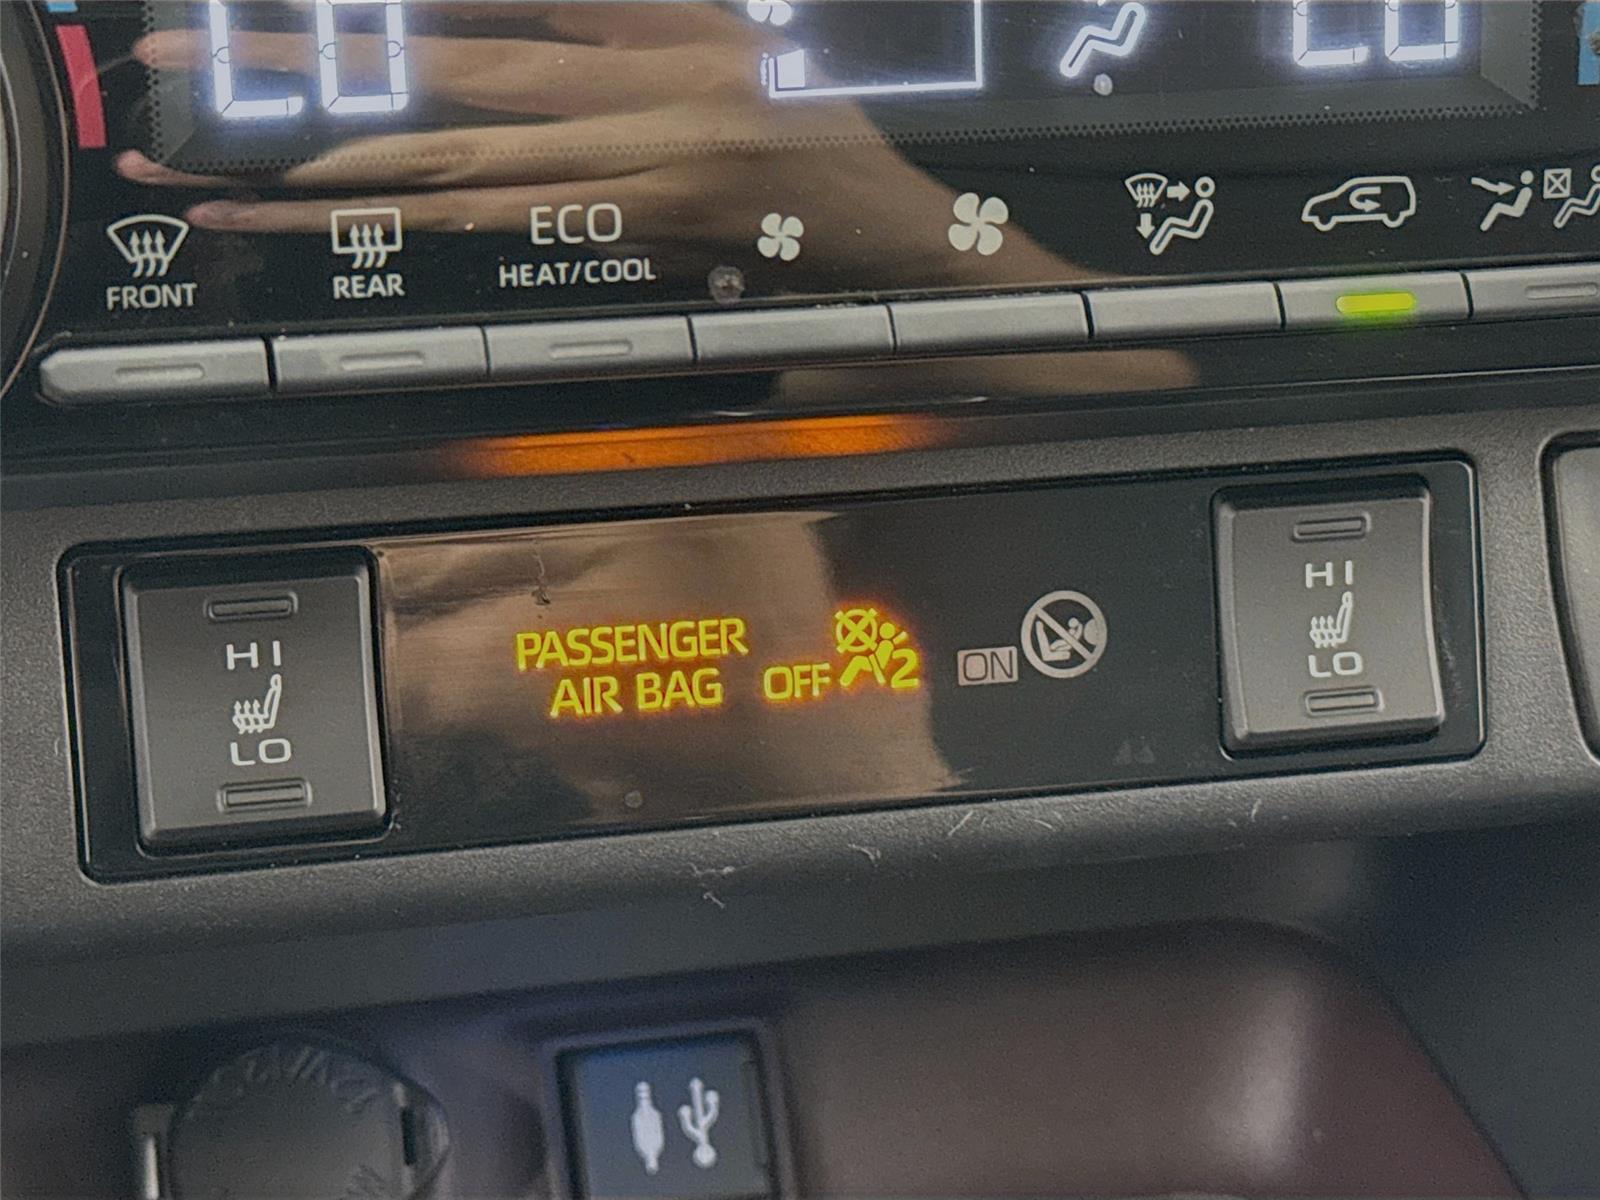 LO
LO
FRONT
REAR
ECO
HEAT/COOL
HI
LO
PASSENGER
AIR BAG
OFF 2
ON
HI
LO